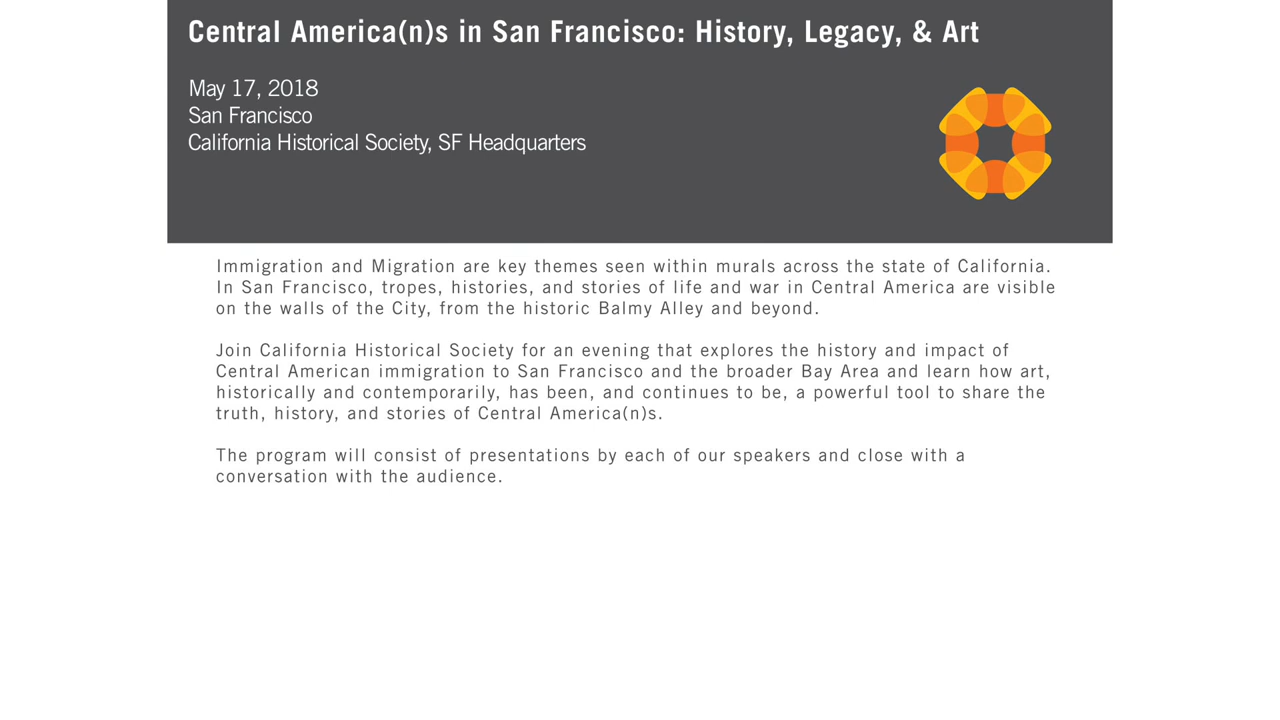 Central America(n)s in San Francisco: History, Legacy, & Art
May 17, 2018
San Francisco
California Historical Society, SF Headquarters
Immigration and Migration are key themes seen within murals across the state of California.
In San Francisco, tropes, histories, and stories of life and war in Central America are visible
on the walls of the City, from the historic Balmy Alley and beyond.
Join California Historical Society for an evening that explores the history and impact of
Central American immigration to San Francisco and the broader Bay Area and learn how art,
historically and contemporarily, has been, and continues to be, a powerful tool to share the
truth, history, and stories of Central America(n)s.
The program will consist of presentations by each of our speakers and close with a
conversation with the audience.